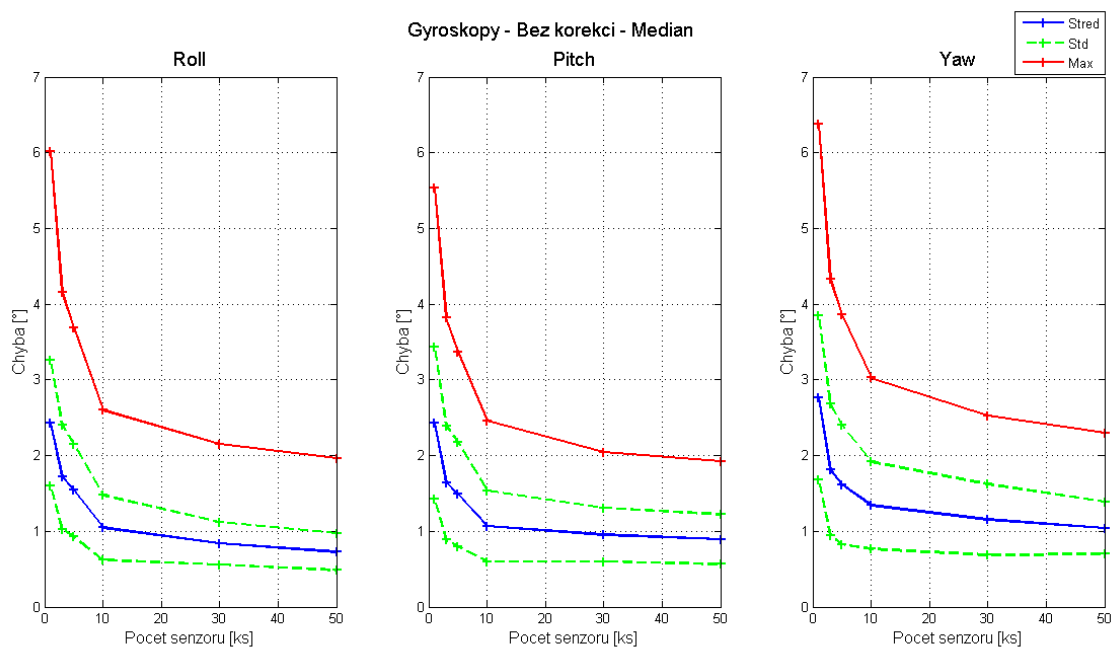 Gyroskopy - Bez korekci - Median
Stred
Std
Max
Roll
Chyba [°]
7
6
5
4
3
2
1
0
0 10 20 30 40 50
Pocet senzoru [ks]
Pitch
Chyba [°]
7
6
5
4
3
2
1
0
0 10 20 30 40 50
Pocet senzoru [ks]
Yaw
Chyba [°]
7
6
5
4
3
2
1
0
0 10 20 30 40 50
Pocet senzoru [ks]